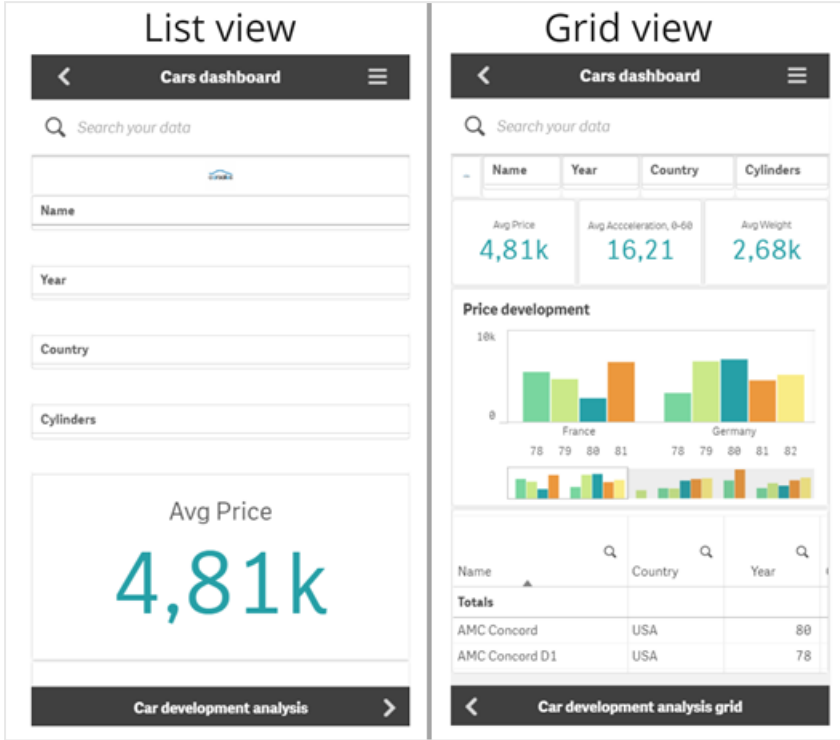 List view
Cars dashboard
Search your data
Name
Year
Country
Cylinders
Avg Price
4,81k
Car development analysis
Grid view
Cars dashboard
Search your data
Name Year Country Cylinders
Avg Price Avg Accceleration, 0-60 Avg Weight
4,81k 16,21 2,68k
Price development
10k
0
France Germany
78 79 80 81 78 79 80 81 82
Name Country Year
Totals
AMC Concord USA 80
AMC Concord D1 USA 78
Car development analysis grid